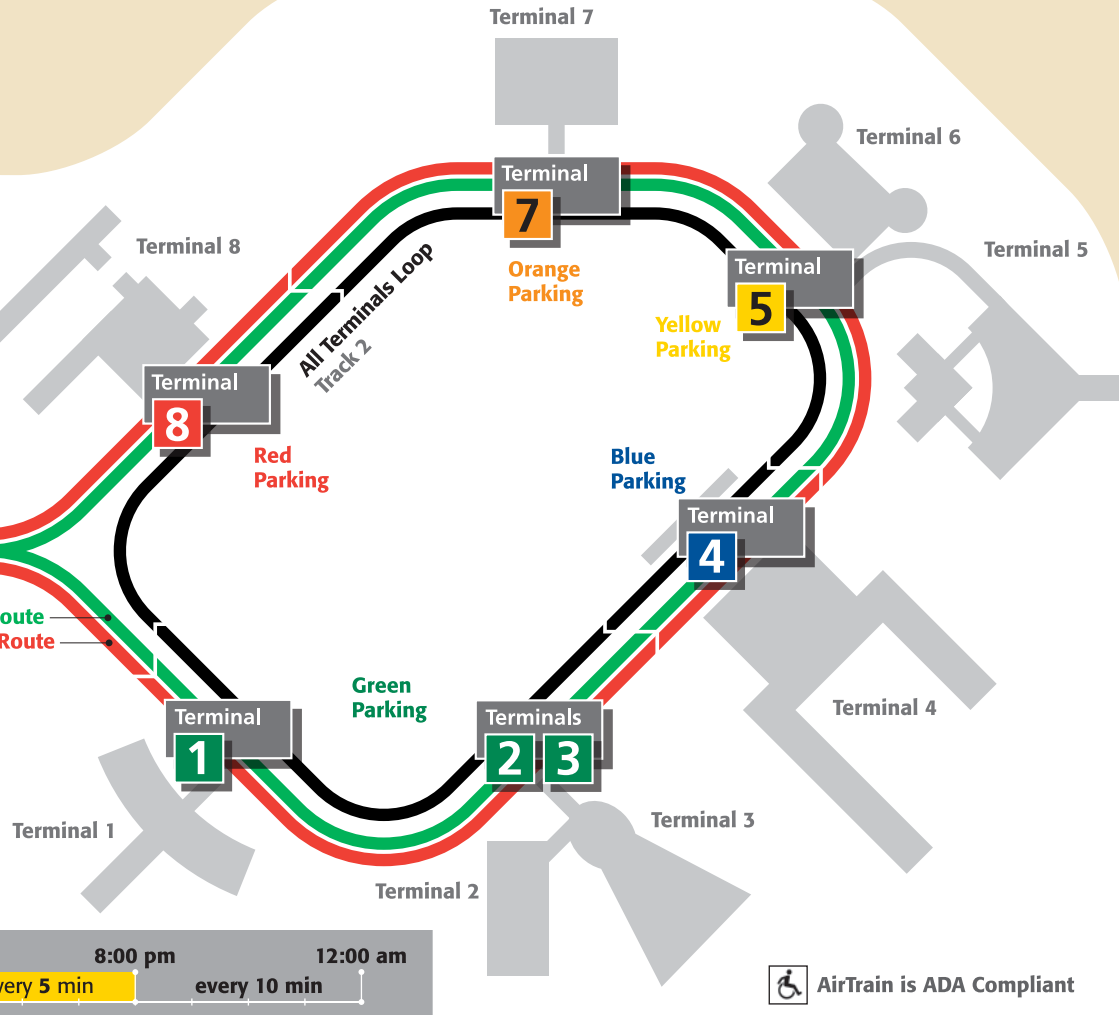 Terminal 7
Terminal
7
Orange
Parking
Terminal 6
Terminal 5
Terminal
5
Yellow
Parking
Terminal 8
All Terminals Loop
Track 2
Terminal
8
Red
Parking
Blue
Parking
Terminal
4
Terminal 4
oute
Route
Green
Parking
Terminal
1
Terminals
2 3
Terminal 1
Terminal 3
Terminal 2
8:00 pm 12:00 am
very 5 min every 10 min
AirTrain is ADA Compliant